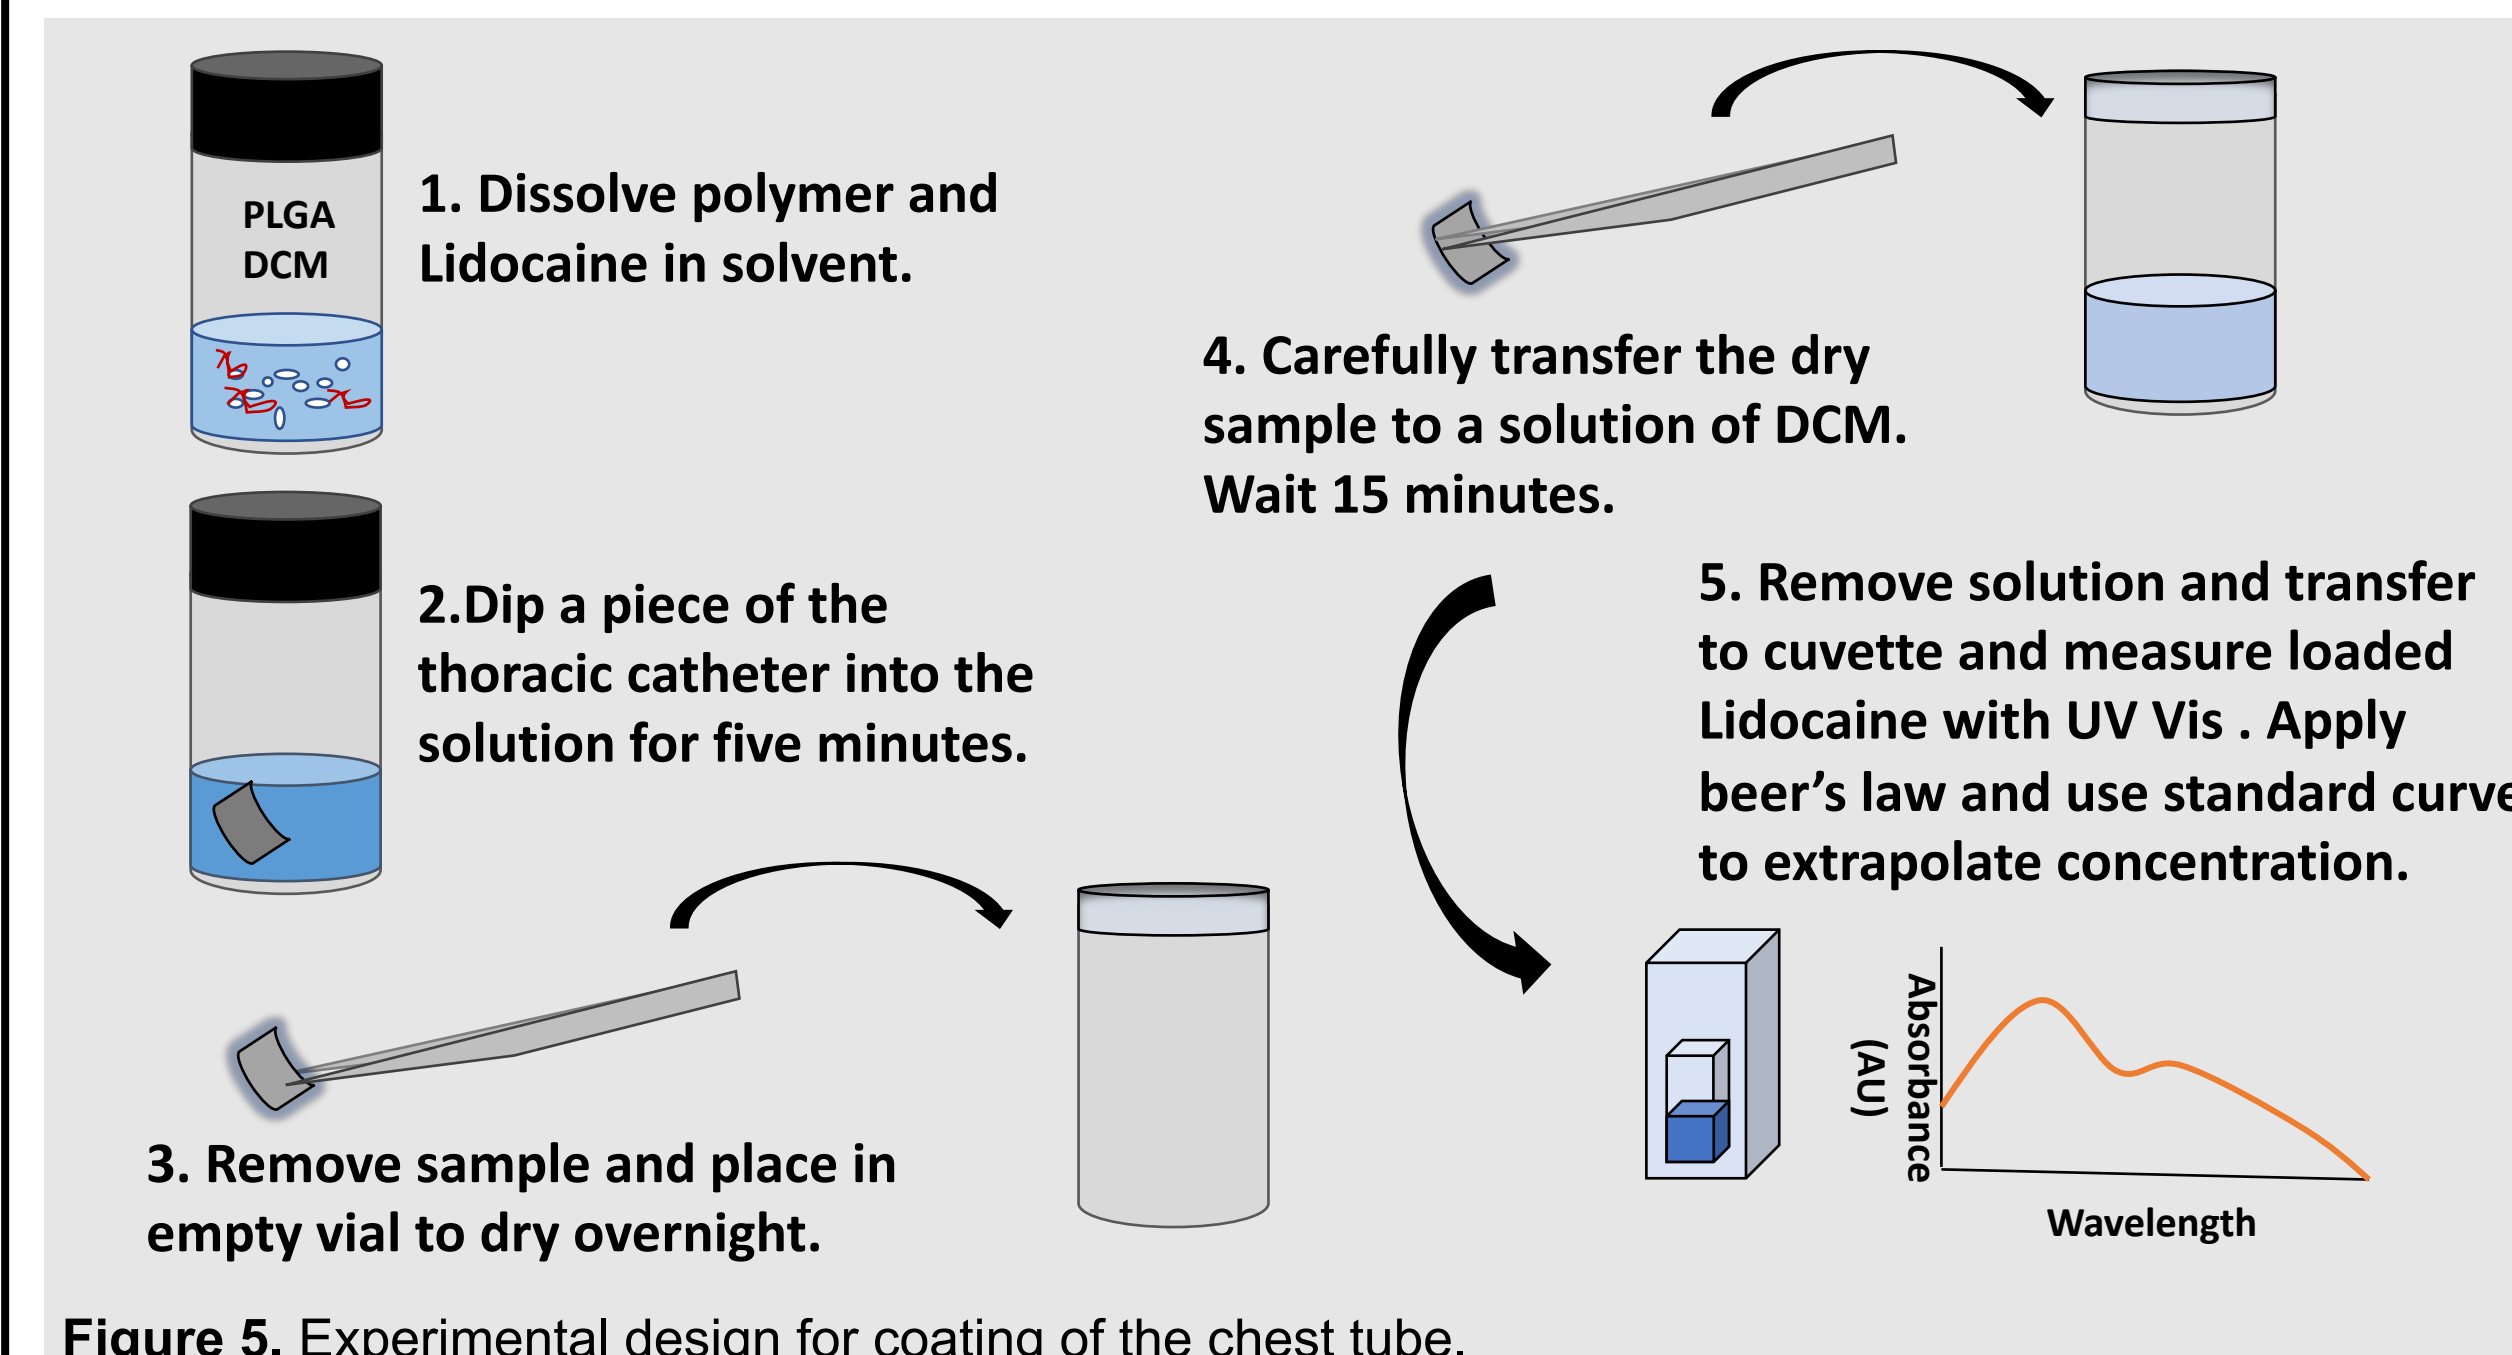 PLGA
DCM
1. Dissolve polymer and
Lidocaine in solvent.
2.Dip a piece of the
thoracic catheter into the
solution for five minutes.
3. Remove sample and place in
empty vial to dry overnight.
4. Carefully transfer the dry
sample to a solution of DCM.
Wait 15 minutes.
5. Remove solution and transfer
to cuvette and measure loaded
Lidocaine with UV Vis . Apply
beer’s law and use standard curve
to extrapolate concentration.
Absorbance
(AU)
Wavelength
Figure 5. Experimental design for coating of the chest tube.